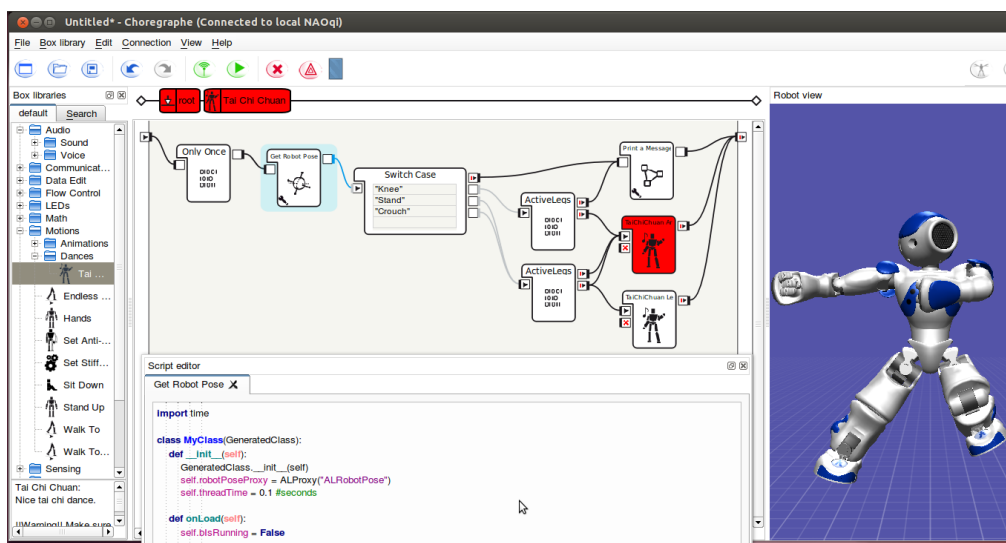 Untitled* - Choregraphe (Connected to local NAOqi)
File Box library Edit Connection View Help
Box libraries
default Search
Audio
Sound
Voice
Communicat...
Data Edit
Flow Control
LEDs
Math
Motions
Animations
Dances
Tai ...
Endless ...
Hands
Set Anti-...
Set Stiff...
Sit Down
Stand Up
Walk To
Walk To...
Sensing
Tai Chi Chuan:
Nice tai chi dance.
!!Warning!! Make sure
root Tai Chi Chuan
Only Once
Get Robot Pose
Switch Case
"Knee"
"Stand"
"Crouch"
ActiveLegs
ActiveLegs
Print a Message
TaiChiChuan Ar
TaiChiChuan Le
Robot view
Script editor
Get Robot Pose
import time
class MyClass(GeneratedClass):
def __init__(self):
GeneratedClass.__init__(self)
self.robotPoseProxy = ALProxy("ALRobotPose")
self.threadTime = 0.1 #seconds
def onLoad(self):
self.bIsRunning = False